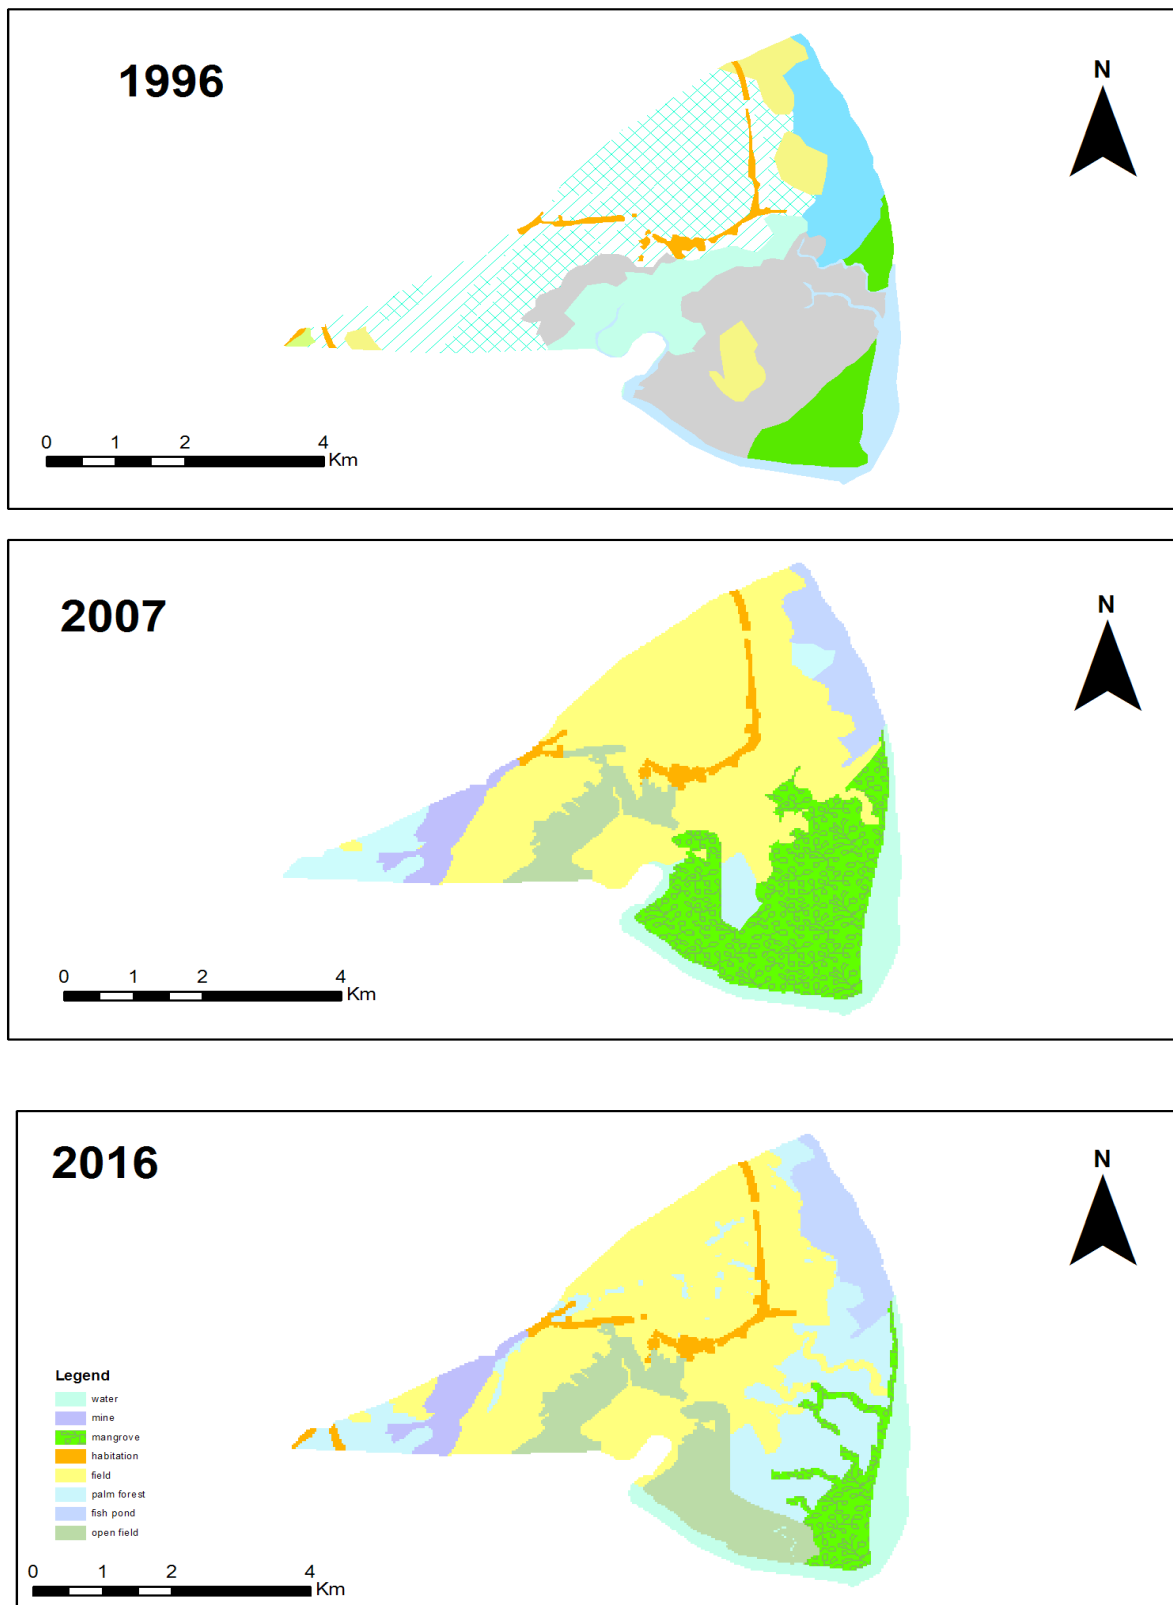 1996
N
0 1 2 4
Km
2007
N
0 1 2 4
Km
2016
N
Legend
water
mine
mangrove
habitation
field
palm forest
fish pond
open field
0 1 2 4
Km